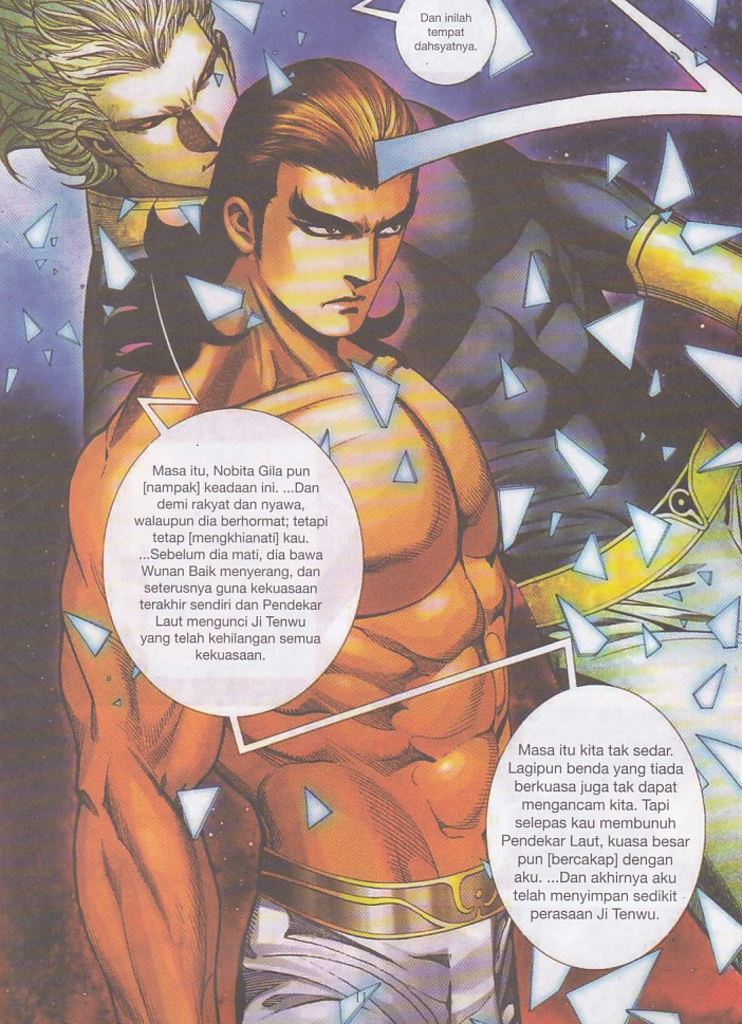 Dan inilah
tempat
dahsyatnya.
Masa itu, Nobita Gila pun
[nampak] keadaan ini. ...Dan
demi rakyat dan nyawa,
walaupun dia berhormat; tetapi
tetap [mengkhianati] kau.
...Sebelum dia mati, dia bawa
Wunan Baik menyerang, dan
seterusnya guna kekuasaan
terakhir sendiri dan Pendekar
Laut mengunci Ji Tenwu
yang telah kehilangan semua
kekuasaan.
Masa itu kita tak sedar.
Lagipun benda yang tiada
berkuasa juga tak dapat
mengancam kita. Tapi
selepas kau membunuh
Pendekar Laut, kuasa besar
pun [bercakap] dengan
aku. ...Dan akhirnya aku
telah menyimpan sedikit
perasaan Ji Tenwu.
11